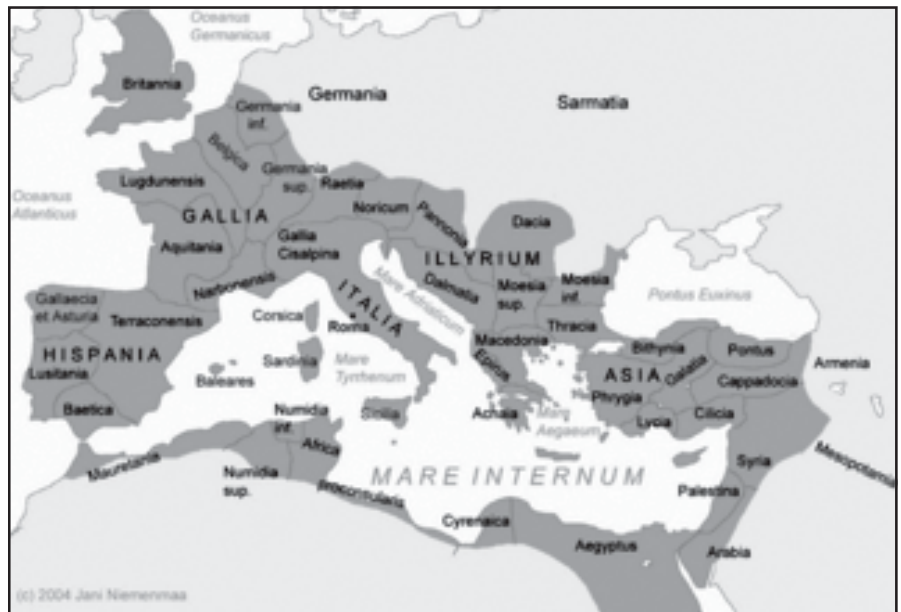 Oceanus
Germanicus
Britannia
Germania
Sarmatia
Germania
inf.
Belgica
Germania
sup.
Lugdunensis
Raetia
Oceanus
Atlanticus
Noricum
Pannonia
Dacia
GALLIA
Gallia
Cisalpina
ILLYRIUM
Aquitania
Dalmatia
Moesia
sup.
Moesia
inf.
Pontus Euxinus
Narbonensis
ITALIA
Mare Adriaticum
Gallaecia
et Asturia
Terraconensis
Corsica
Roma
Thracia
Macedonia
HISPANIA
Sardinia
Mare
Tyrrhenum
Epirus
Bithynia
Pontus
Armenia
Lusitania
Baleares
ASIA
Galatia
Cappadocia
Phrygia
Baetica
Numidia
inf.
Sicilia
Achaia
Mare
Aegaeum
Lycia
Cilicia
Africa
Mauretania
Numidia
sup.
MARE INTERNUM
Syria
Mesopotamia
Proconsularis
Palestina
Cyrenaica
Aegyptus
Arabia
(c) 2004 Jani Niemenmaa